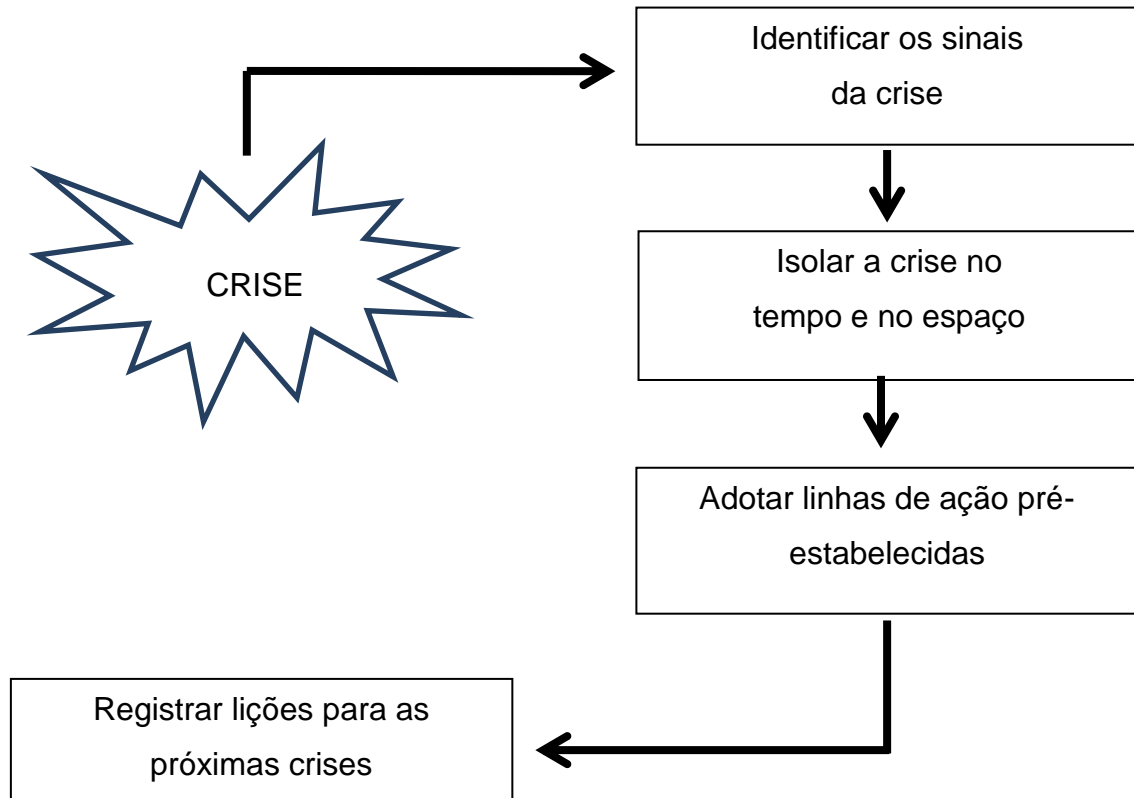 Identificar os sinais
da crise
CRISE
Isolar a crise no
tempo e no espaço
Adotar linhas de ação pré-
estabelecidas
Registrar lições para as
próximas crises